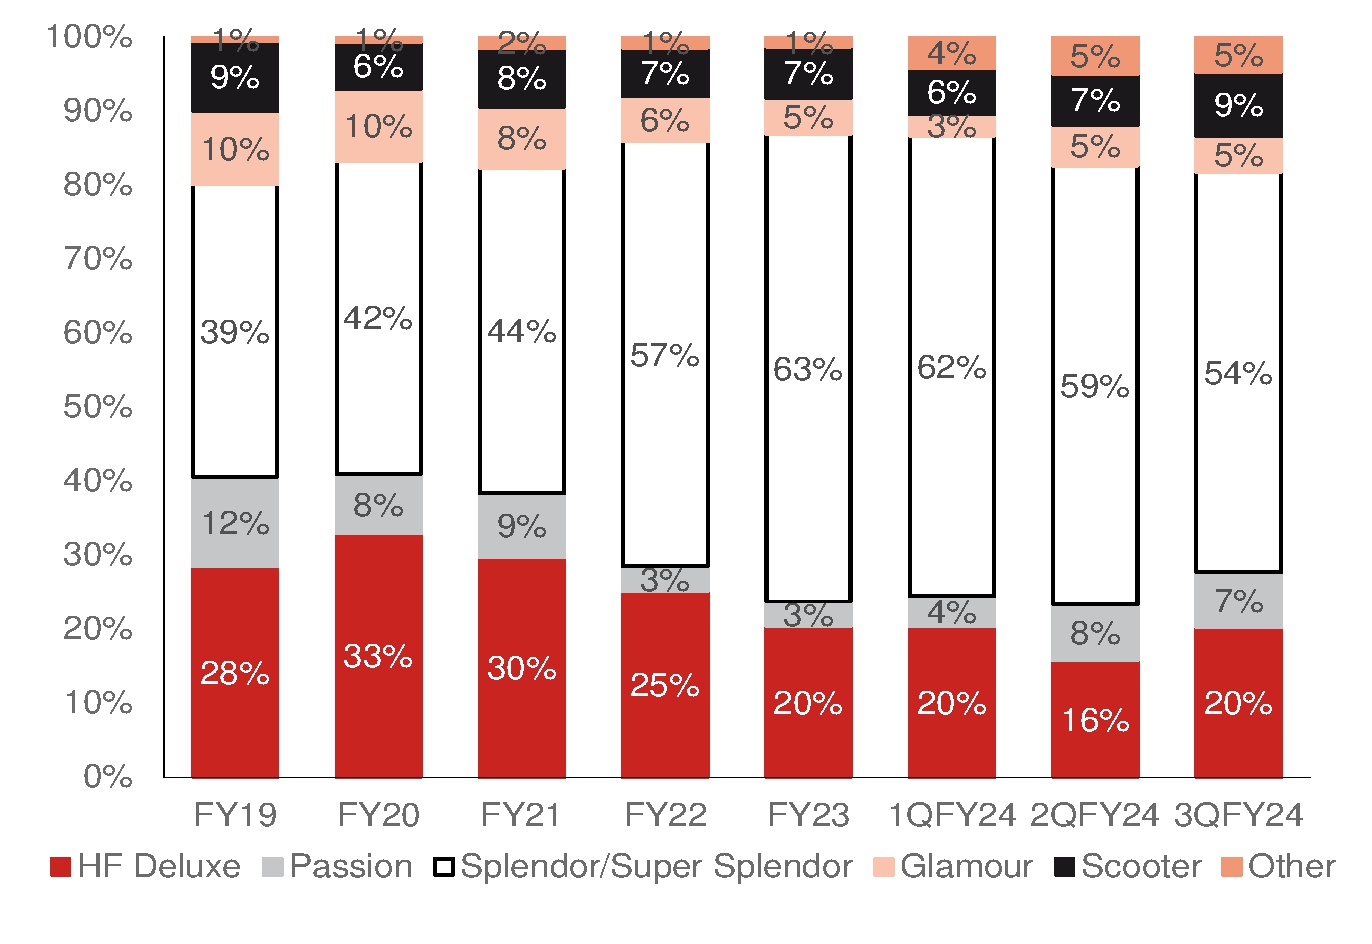 100% 1% 1% 2% 1% 1% 4% 5% 5%
9% 6% 8% 7% 7% 6% 7% 9%
90% 10% 10% 8% 6% 5% 3% 5% 5%
80%
70%
60% 39% 42% 44% 57% 63% 62% 59% 54%
50%
40%
12% 8% 9% 3% 3% 4% 8% 7%
30%
20%
28% 33% 30% 25% 20% 20% 16% 20%
10%
0%
FY19 FY20 FY21 FY22 FY23 1QFY24 2QFY24 3QFY24
HF Deluxe Passion Splendor/Super Splendor Glamour Scooter Other